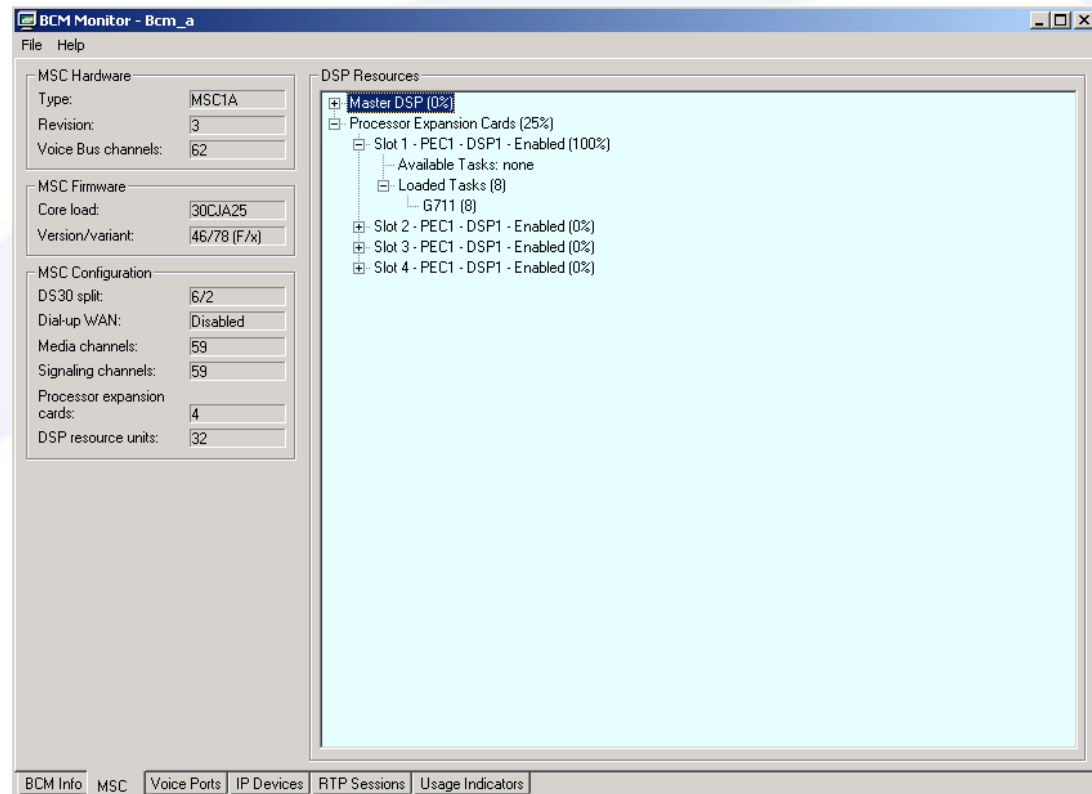 BCM Monitor - Bcm_a
File Help
MSC Hardware
Type: MSC1A
Revision: 3
Voice Bus channels: 62
MSC Firmware
Core load: 30CJA25
Version/variant: 46/78 (F/x)
MSC Configuration
DS30 split: 6/2
Dial-up WAN: Disabled
Media channels: 59
Signaling channels: 59
Processor expansion
cards: 4
DSP resource units: 32
DSP Resources
Master DSP (0%)
Processor Expansion Cards (25%)
Slot 1 - PEC1 - DSP1 - Enabled (100%)
Available Tasks: none
Loaded Tasks (8)
G711 (8)
Slot 2 - PEC1 - DSP1 - Enabled (0%)
Slot 3 - PEC1 - DSP1 - Enabled (0%)
Slot 4 - PEC1 - DSP1 - Enabled (0%)
BCM Info MSC Voice Ports IP Devices RTP Sessions Usage Indicators